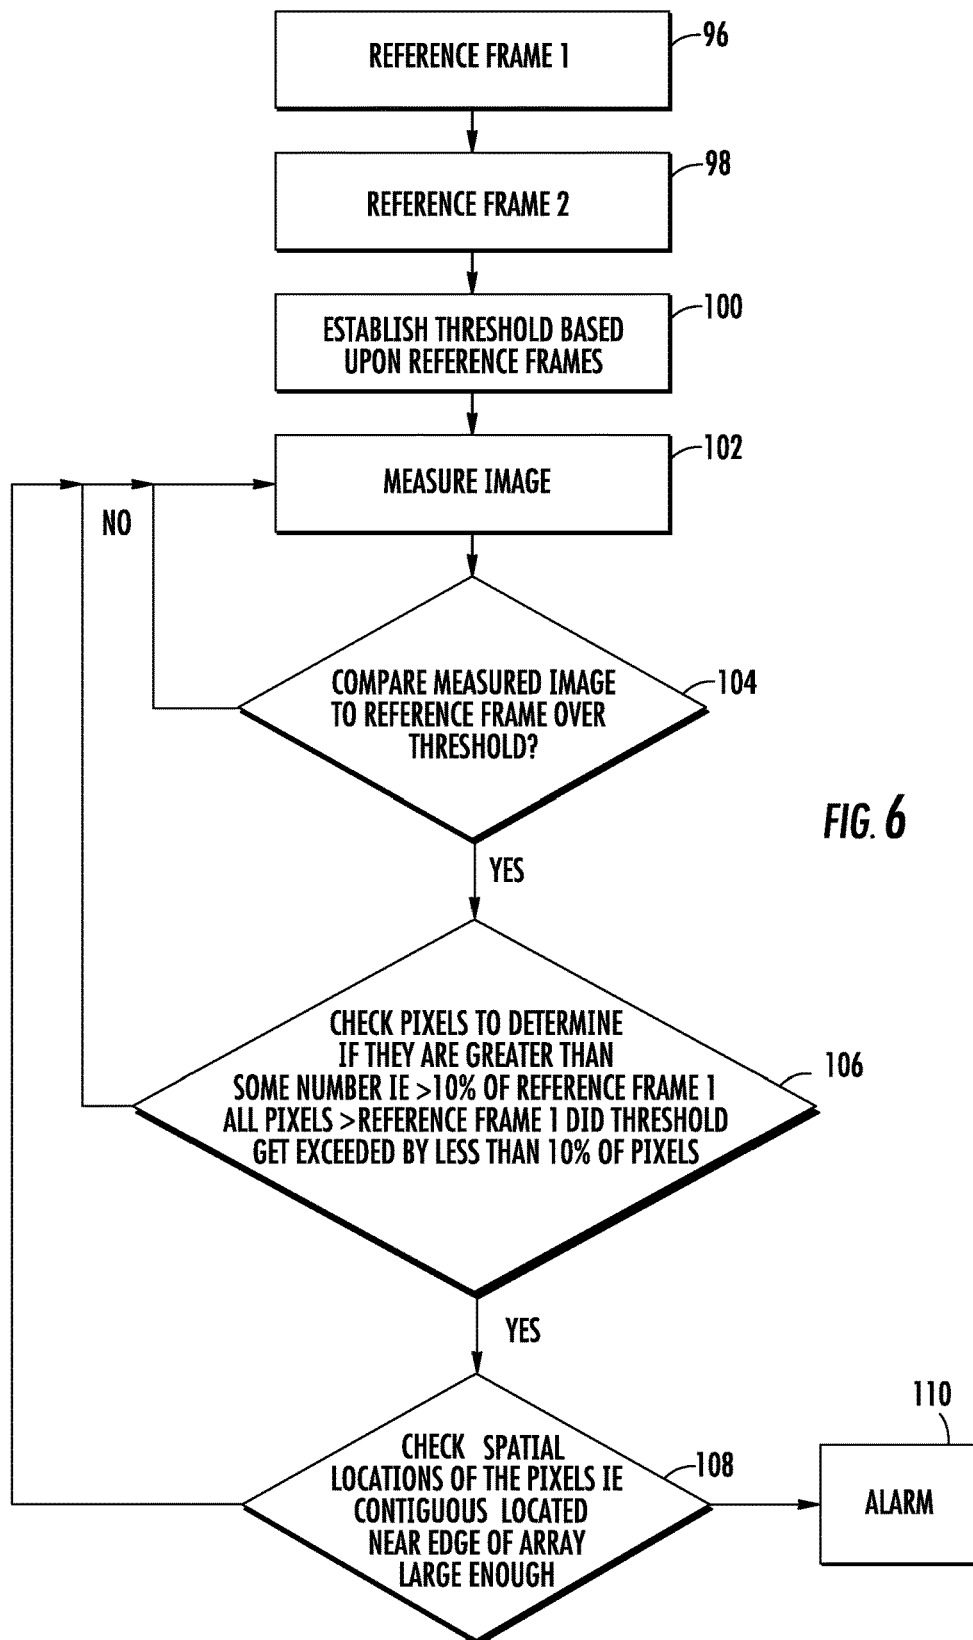 REFERENCE FRAME 1
96
REFERENCE FRAME 2
98
ESTABLISH THRESHOLD BASED
UPON REFERENCE FRAMES
100
MEASURE IMAGE
102
NO
COMPARE MEASURED IMAGE
TO REFERENCE FRAME OVER
THRESHOLD?
104
FIG. 6
YES
CHECK PIXELS TO DETERMINE
IF THEY ARE GREATER THAN
SOME NUMBER IE >10% OF REFERENCE FRAME 1
ALL PIXELS >REFERENCE FRAME 1 DID THRESHOLD
GET EXCEEDED BY LESS THAN 10% OF PIXELS
106
YES
CHECK SPATIAL
LOCATIONS OF THE PIXELS IE
CONTIGUOUS LOCATED
NEAR EDGE OF ARRAY
LARGE ENOUGH
108
110
ALARM